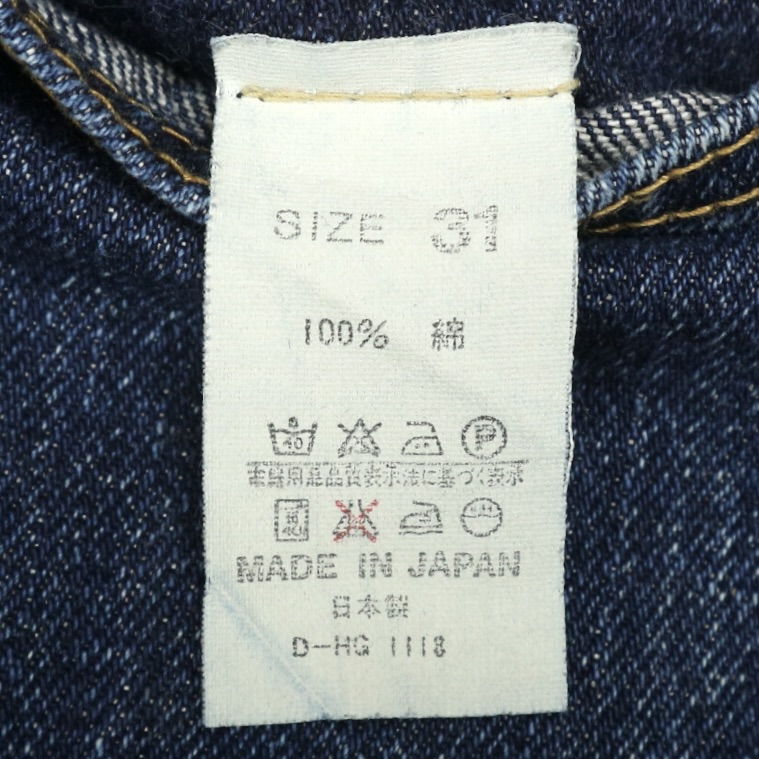 SIZE 31
100% 綿
40 P
家庭用品品質表示法に基づく表示
MADE IN JAPAN
日本製
D-HG 1118